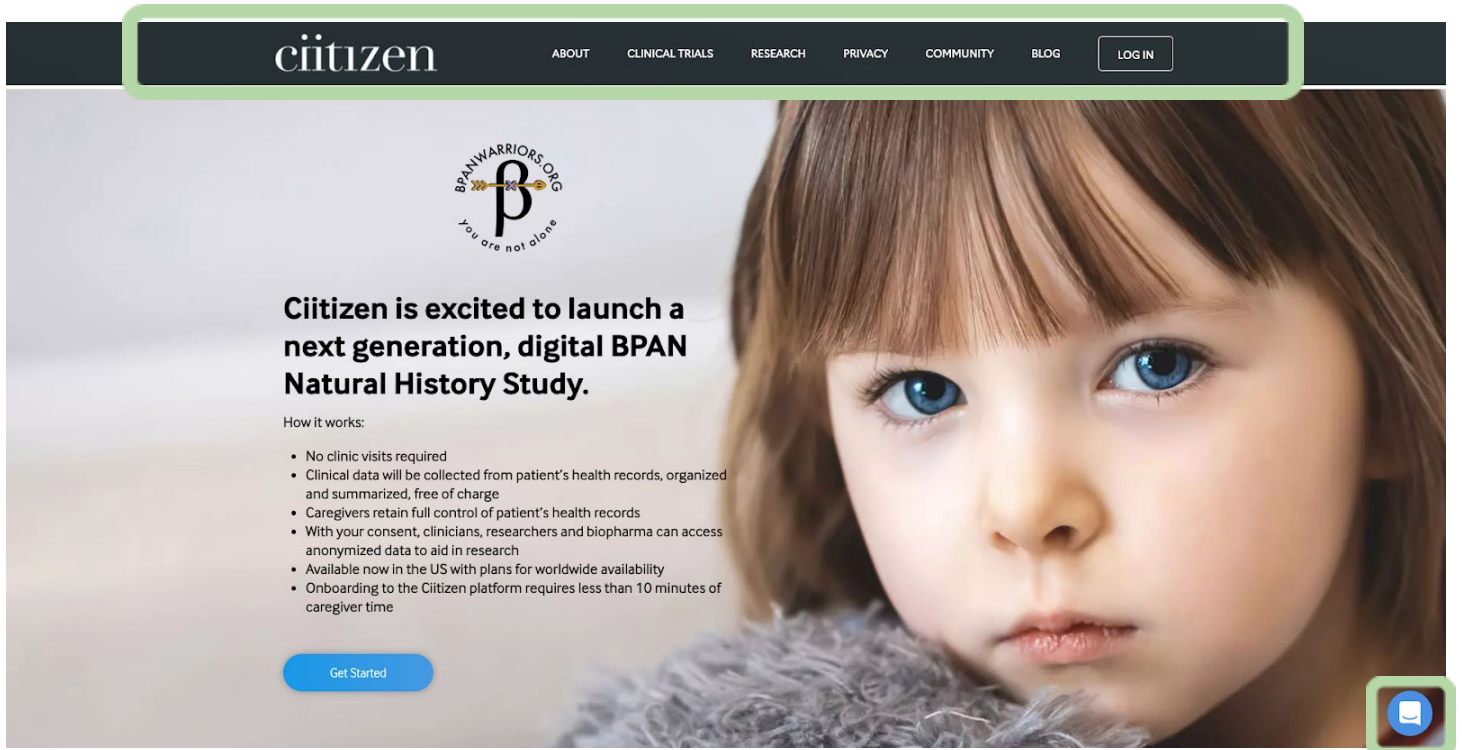 ciitizen
ABOUT
CLINICAL TRIALS
RESEARCH
PRIVACY
COMMUNITY
BLOG
LOG IN
BPANWARRIORS.ORG
β
you are not alone
Ciitizen is excited to launch a
next generation, digital BPAN
Natural History Study.
How it works:
• No clinic visits required
• Clinical data will be collected from patient's health records, organized
and summarized, free of charge
• Caregivers retain full control of patient's health records
• With your consent, clinicians, researchers and biopharma can access
anonymized data to aid in research
• Available now in the US with plans for worldwide availability
• Onboarding to the Ciitizen platform requires less than 10 minutes of
caregiver time
Get Started